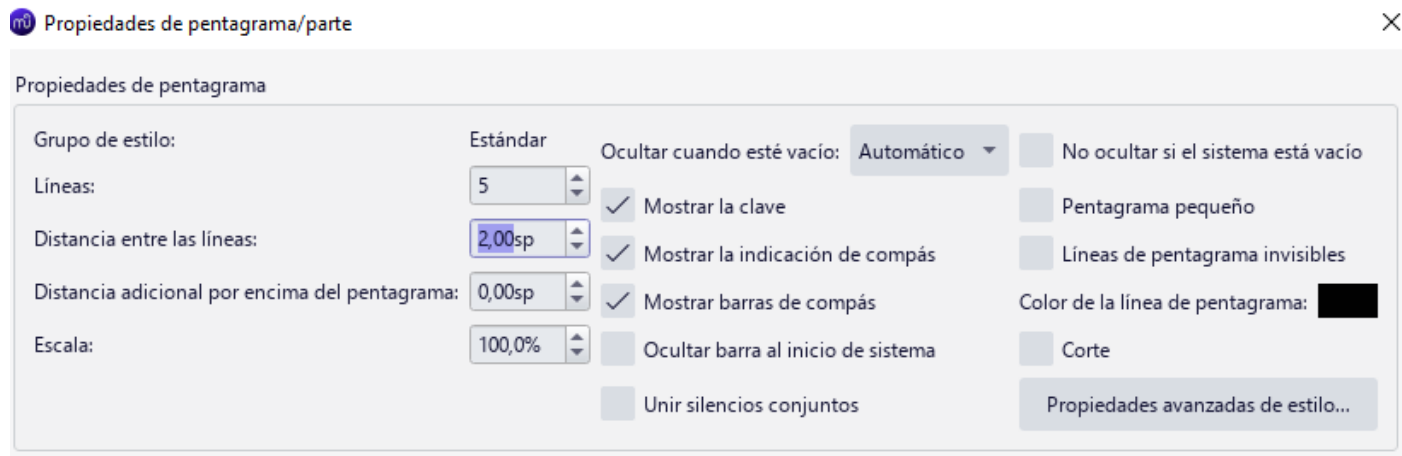 Propiedades de pentagrama/parte
Propiedades de pentagrama
Grupo de estilo: Estándar
Líneas: 5
Distancia entre las líneas: 2,00sp
Distancia adicional por encima del pentagrama: 0,00sp
Escala: 100,0%
Ocultar cuando esté vacío: Automático
Mostrar la clave
Mostrar la indicación de compás
Mostrar barras de compás
Ocultar barra al inicio de sistema
Unir silencios conjuntos
No ocultar si el sistema está vacío
Pentagrama pequeño
Líneas de pentagrama invisibles
Color de la línea de pentagrama:
Corte
Propiedades avanzadas de estilo...